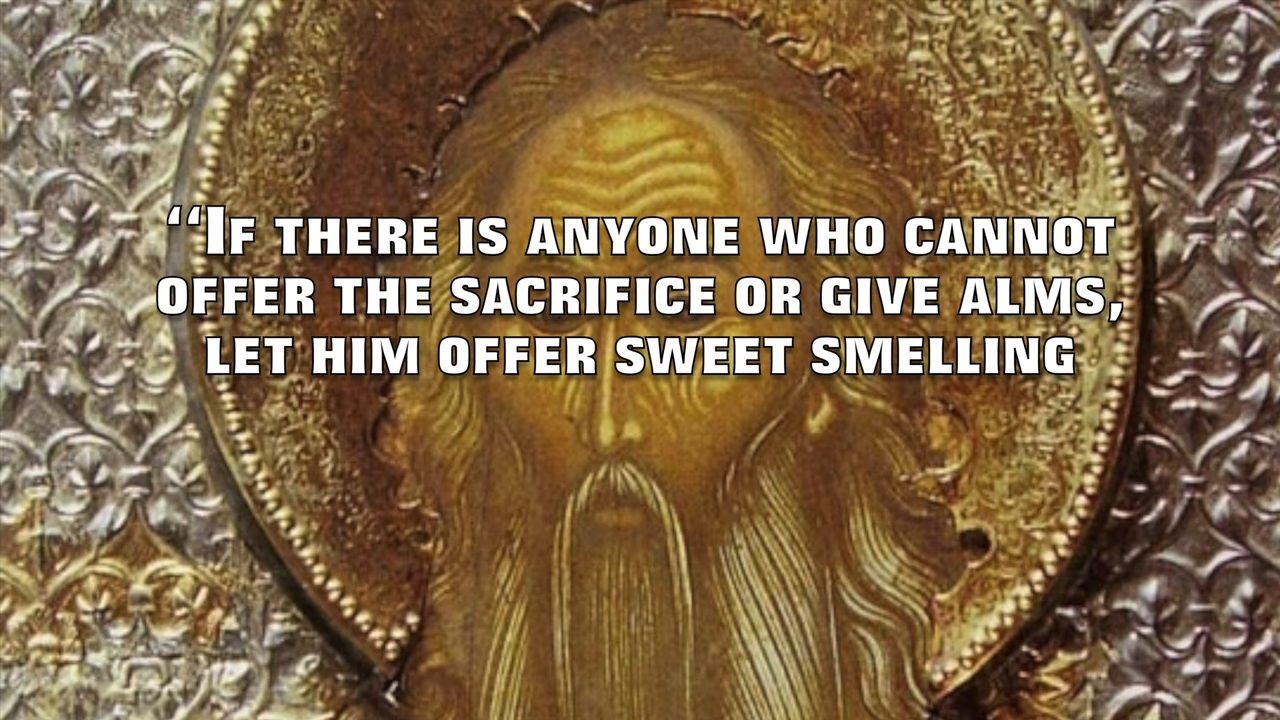 “If there is anyone who cannot
offer the sacrifice or give alms,
let him offer sweet smelling